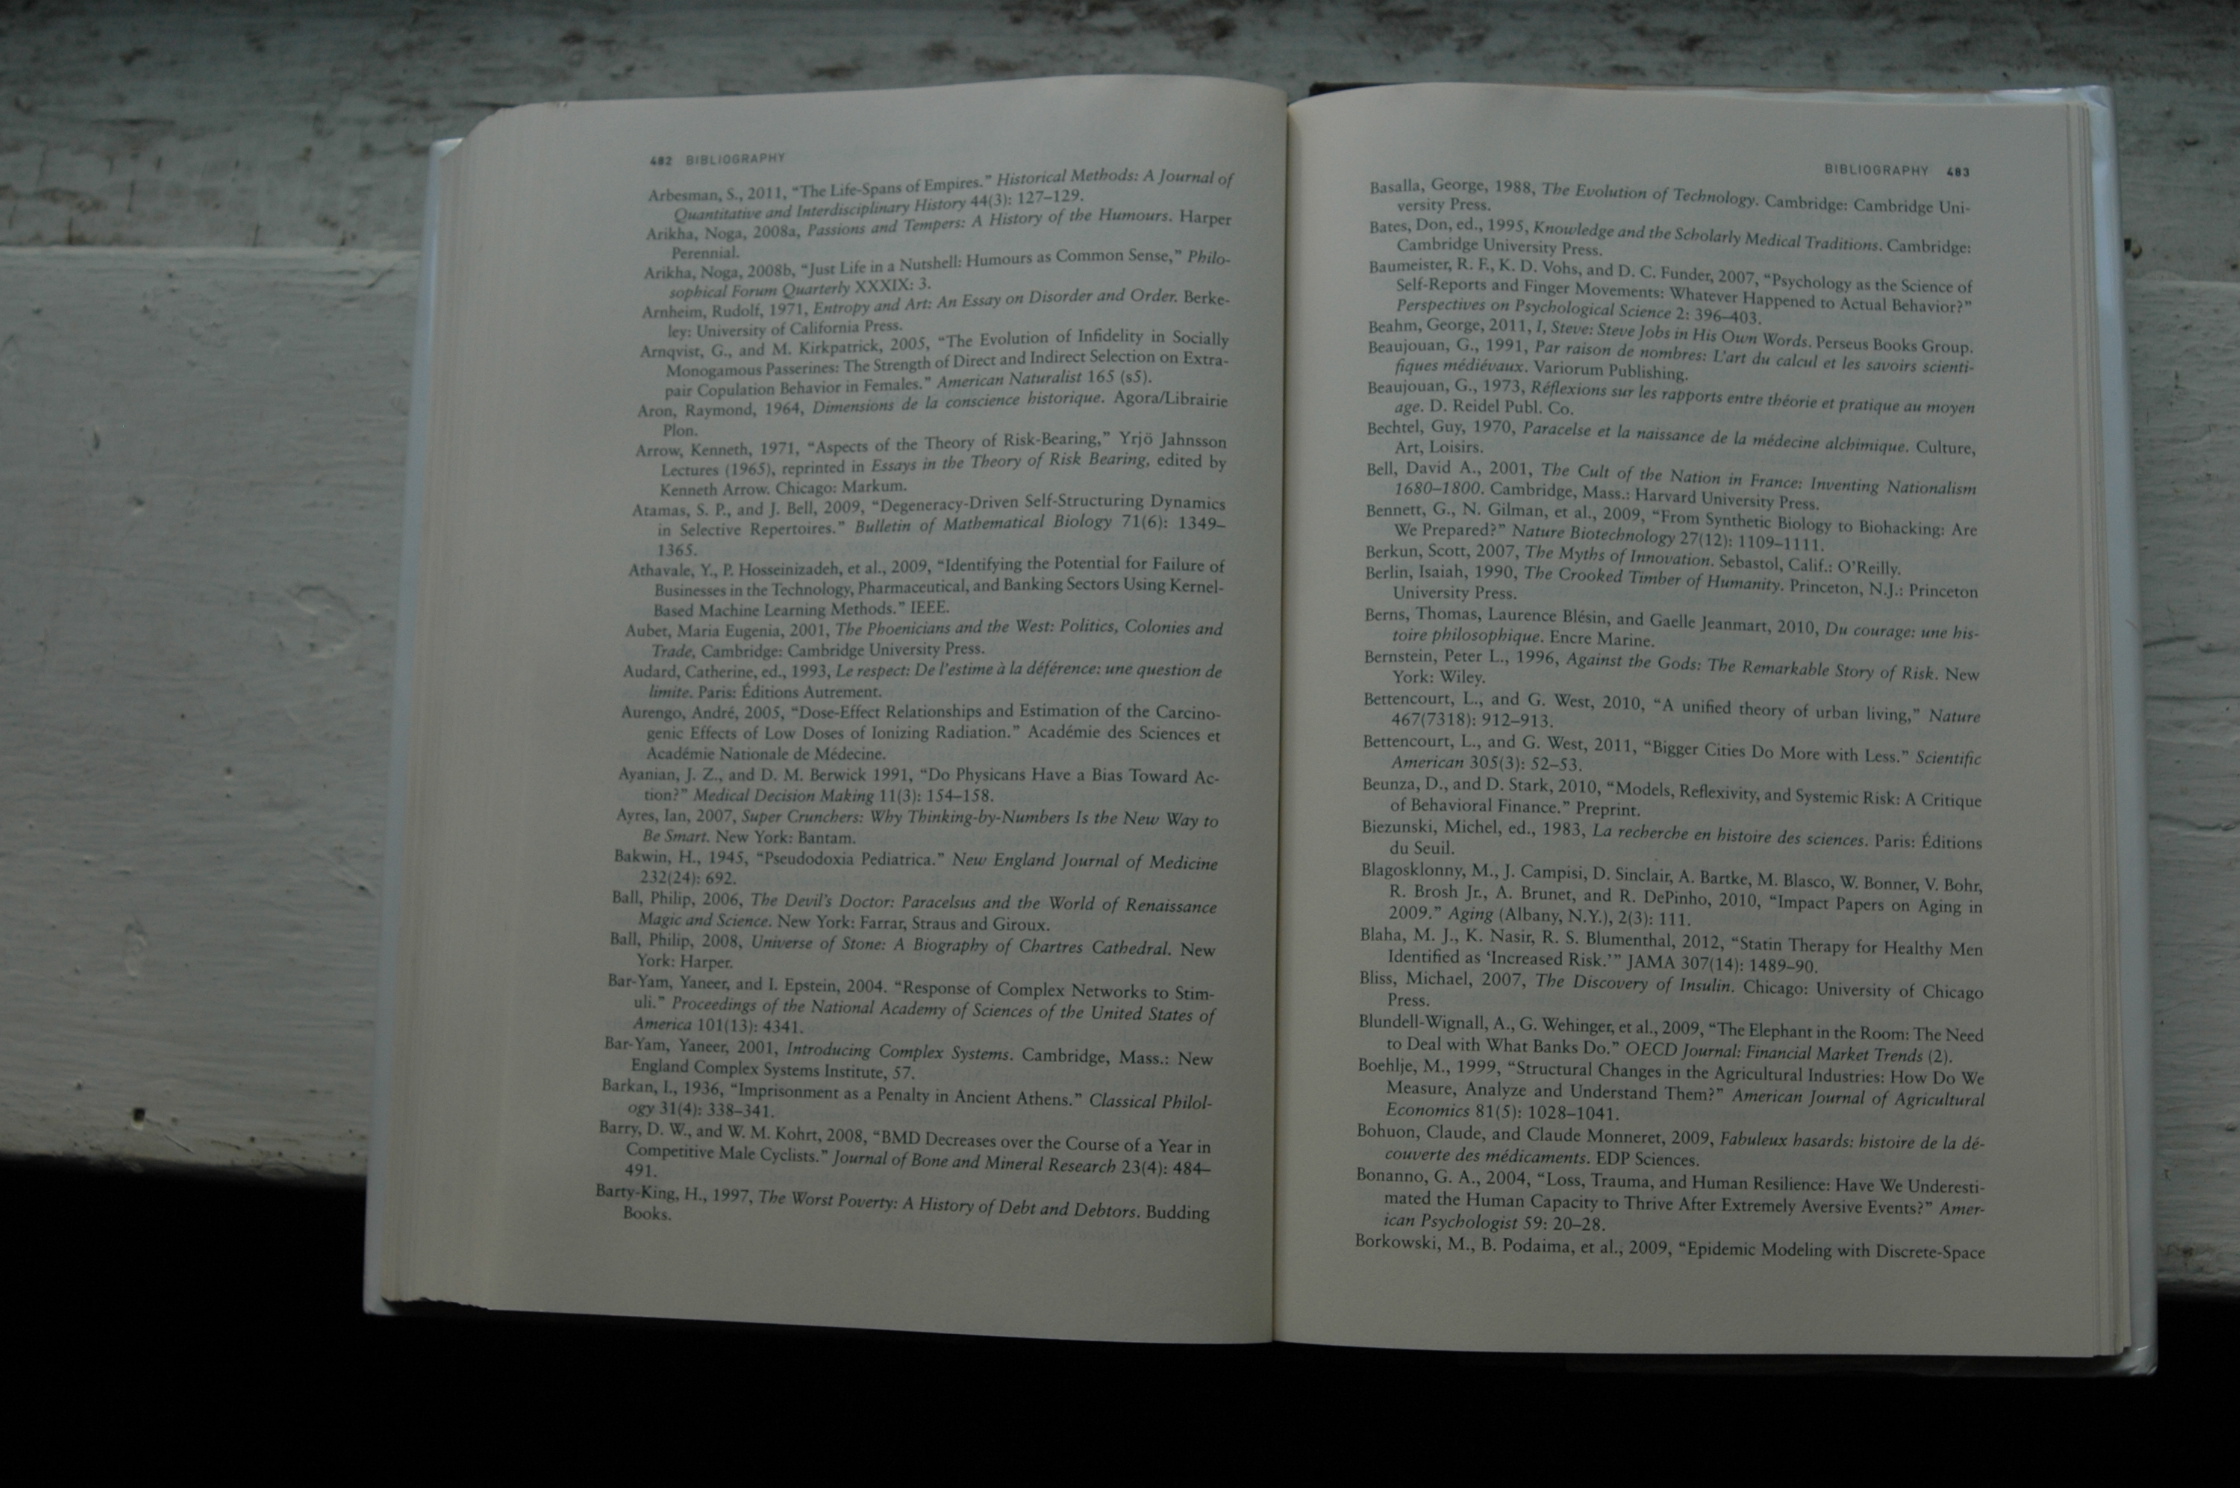 482 BIBLIOGRAPHY
Arbesman, S., 2011, “The Life-Spans of Empires.” Historical Methods: A Journal of
Quantitative and Interdisciplinary History 44(3): 127–129.
Arikha, Noga, 2008a, Passions and Tempers: A History of the Humours. Harper
Perennial.
Arikha, Noga, 2008b, “Just Life in a Nutshell: Humours as Common Sense,” Philo-
sophical Forum Quarterly XXXIX: 3.
Arnheim, Rudolf, 1971, Entropy and Art: An Essay on Disorder and Order. Berke-
ley: University of California Press.
Arnqvist, G., and M. Kirkpatrick, 2005, “The Evolution of Infidelity in Socially
Monogamous Passerines: The Strength of Direct and Indirect Selection on Extra-
pair Copulation Behavior in Females.” American Naturalist 165 (s5).
Aron, Raymond, 1964, Dimensions de la conscience historique. Agora/Librairie
Plon.
Arrow, Kenneth, 1971, “Aspects of the Theory of Risk-Bearing,” Yrjö Jahnsson
Lectures (1965), reprinted in Essays in the Theory of Risk Bearing, edited by
Kenneth Arrow. Chicago: Markum.
Atamas, S. P., and J. Bell, 2009, “Degeneracy-Driven Self-Structuring Dynamics
in Selective Repertoires.” Bulletin of Mathematical Biology 71(6): 1349–
1365.
Athavale, Y., P. Hosseinizadeh, et al., 2009, “Identifying the Potential for Failure of
Businesses in the Technology, Pharmaceutical, and Banking Sectors Using Kernel-
Based Machine Learning Methods.” IEEE.
Aubet, Maria Eugenia, 2001, The Phoenicians and the West: Politics, Colonies and
Trade. Cambridge: Cambridge University Press.
Audard, Catherine, ed., 1993, Le respect: De l’estime à la déférence: une question de
limite. Paris: Éditions Autrement.
Aurengo, André, 2005, “Dose-Effect Relationships and Estimation of the Carcino-
genic Effects of Low Doses of Ionizing Radiation.” Académie des Sciences et
Académie Nationale de Médecine.
Ayanian, J. Z., and D. M. Berwick 1991, “Do Physicans Have a Bias Toward Ac-
tion?” Medical Decision Making 11(3): 154–158.
Ayres, Ian, 2007, Super Crunchers: Why Thinking-by-Numbers Is the New Way to
Be Smart. New York: Bantam.
Bakwin, H., 1945, “Pseudodoxia Pediatrica.” New England Journal of Medicine
232(24): 692.
Ball, Philip, 2006, The Devil’s Doctor: Paracelsus and the World of Renaissance
Magic and Science. New York: Farrar, Straus and Giroux.
Ball, Philip, 2008, Universe of Stone: A Biography of Chartres Cathedral. New
York: Harper.
Bar-Yam, Yaneer, and I. Epstein, 2004. “Response of Complex Networks to Stim-
uli.” Proceedings of the National Academy of Sciences of the United States of
America 101(13): 4341.
Bar-Yam, Yaneer, 2001, Introducing Complex Systems. Cambridge, Mass.: New
England Complex Systems Institute, 57.
Barkan, I., 1936, “Imprisonment as a Penalty in Ancient Athens.” Classical Philol-
ogy 31(4): 338–341.
Barry, D. W., and W. M. Kohrt, 2008, “BMD Decreases over the Course of a Year in
Competitive Male Cyclists.” Journal of Bone and Mineral Research 23(4): 484–
491.
Barty-King, H., 1997, The Worst Poverty: A History of Debt and Debtors. Budding
Books.
BIBLIOGRAPHY 483
Basalla, George, 1988, The Evolution of Technology. Cambridge: Cambridge Uni-
versity Press.
Bates, Don, ed., 1995, Knowledge and the Scholarly Medical Traditions. Cambridge:
Cambridge University Press.
Baumeister, R. F., K. D. Vohs, and D. C. Funder, 2007, “Psychology as the Science of
Self-Reports and Finger Movements: Whatever Happened to Actual Behavior?”
Perspectives on Psychological Science 2: 396–403.
Beahm, George, 2011, I, Steve: Steve Jobs in His Own Words. Perseus Books Group.
Beaujouan, G., 1991, Par raison de nombres: L’art du calcul et les savoirs scienti-
fiques médiévaux. Variorum Publishing.
Beaujouan, G., 1973, Réflexions sur les rapports entre théorie et pratique au moyen
age. D. Reidel Publ. Co.
Bechtel, Guy, 1970, Paracelse et la naissance de la médecine alchimique. Culture,
Art, Loisirs.
Bell, David A., 2001, The Cult of the Nation in France: Inventing Nationalism
1680–1800. Cambridge, Mass.: Harvard University Press.
Bennett, G., N. Gilman, et al., 2009, “From Synthetic Biology to Biohacking: Are
We Prepared?” Nature Biotechnology 27(12): 1109–1111.
Berkun, Scott, 2007, The Myths of Innovation. Sebastol, Calif.: O’Reilly.
Berlin, Isaiah, 1990, The Crooked Timber of Humanity. Princeton, N.J.: Princeton
University Press.
Berns, Thomas, Laurence Blésin, and Gaelle Jeanmart, 2010, Du courage: une his-
toire philosophique. Encre Marine.
Bernstein, Peter L., 1996, Against the Gods: The Remarkable Story of Risk. New
York: Wiley.
Bettencourt, L., and G. West, 2010, “A unified theory of urban living,” Nature
467(7318): 912–913.
Bettencourt, L., and G. West, 2011, “Bigger Cities Do More with Less.” Scientific
American 305(3): 52–53.
Beunza, D., and D. Stark, 2010, “Models, Reflexivity, and Systemic Risk: A Critique
of Behavioral Finance.” Preprint.
Biezunski, Michel, ed., 1983, La recherche en histoire des sciences. Paris: Éditions
du Seuil.
Blagosklonny, M., J. Campisi, D. Sinclair, A. Bartke, M. Blasco, W. Bonner, V. Bohr,
R. Brosh Jr., A. Brunet, and R. DePinho, 2010, “Impact Papers on Aging in
2009.” Aging (Albany, N.Y.), 2(3): 111.
Blaha, M. J., K. Nasir, R. S. Blumenthal, 2012, “Statin Therapy for Healthy Men
Identified as ‘Increased Risk.’” JAMA 307(14): 1489–90.
Bliss, Michael, 2007, The Discovery of Insulin. Chicago: University of Chicago
Press.
Blundell-Wignall, A., G. Wehinger, et al., 2009, “The Elephant in the Room: The Need
to Deal with What Banks Do.” OECD Journal: Financial Market Trends (2).
Boehlje, M., 1999, “Structural Changes in the Agricultural Industries: How Do We
Measure, Analyze and Understand Them?” American Journal of Agricultural
Economics 81(5): 1028–1041.
Bohuon, Claude, and Claude Monneret, 2009, Fabuleux hasards: histoire de la dé-
couverte des médicaments. EDP Sciences.
Bonanno, G. A., 2004, “Loss, Trauma, and Human Resilience: Have We Underesti-
mated the Human Capacity to Thrive After Extremely Aversive Events?” Amer-
ican Psychologist 59: 20–28.
Borkowski, M., B. Podaima, et al., 2009, “Epidemic Modeling with Discrete-Space